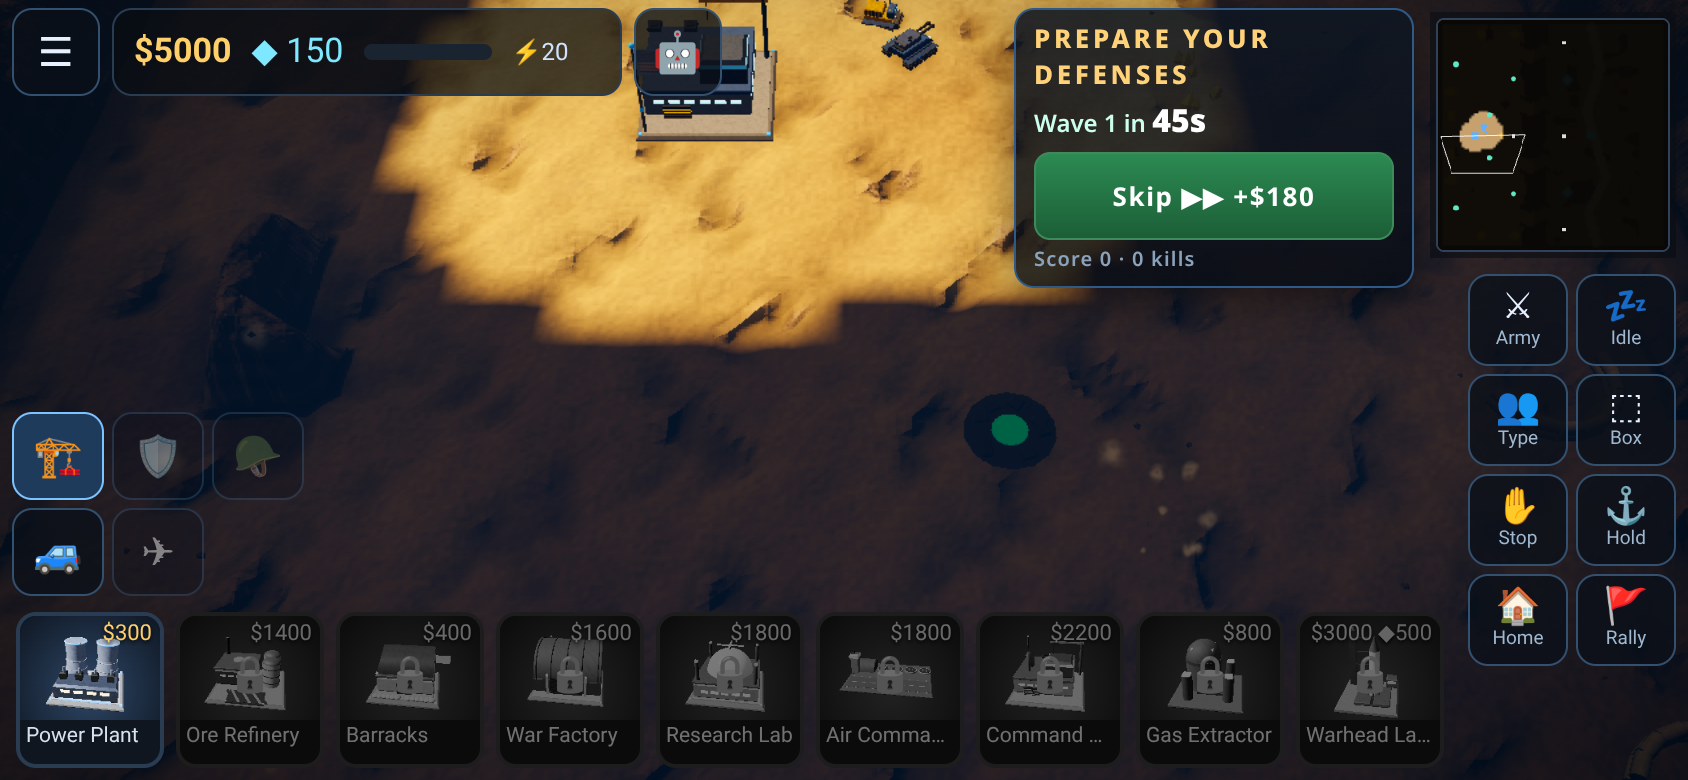 $5000 ◆ 150 ⚡20
PREPARE YOUR
DEFENSES
Wave 1 in 45s
Skip ▶▶ +$180
Score 0 · 0 kills
Army
Idle
Type
Box
Stop
Hold
Home
Rally
$300
Power Plant
$1400
Ore Refinery
$400
Barracks
$1600
War Factory
$1800
Research Lab
$1800
Air Comma...
$2200
Command ...
$800
Gas Extractor
$3000 ◆500
Warhead La...